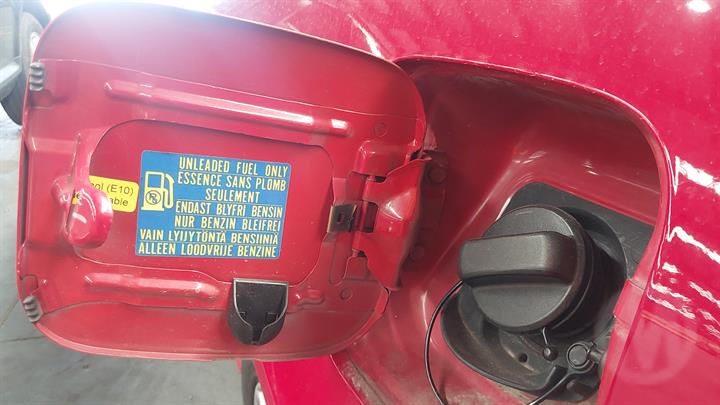 UNLEADED FUEL ONLY
ESSENCE SANS PLOMB
SEULEMENT
ENDAST BLYFRI BENSIN
NUR BENZIN BLEIFREI
VAIN LYIJYTÖNTÄ BENSIINIÄ
ALLEEN LOODVRIJE BENZINE
(E10)